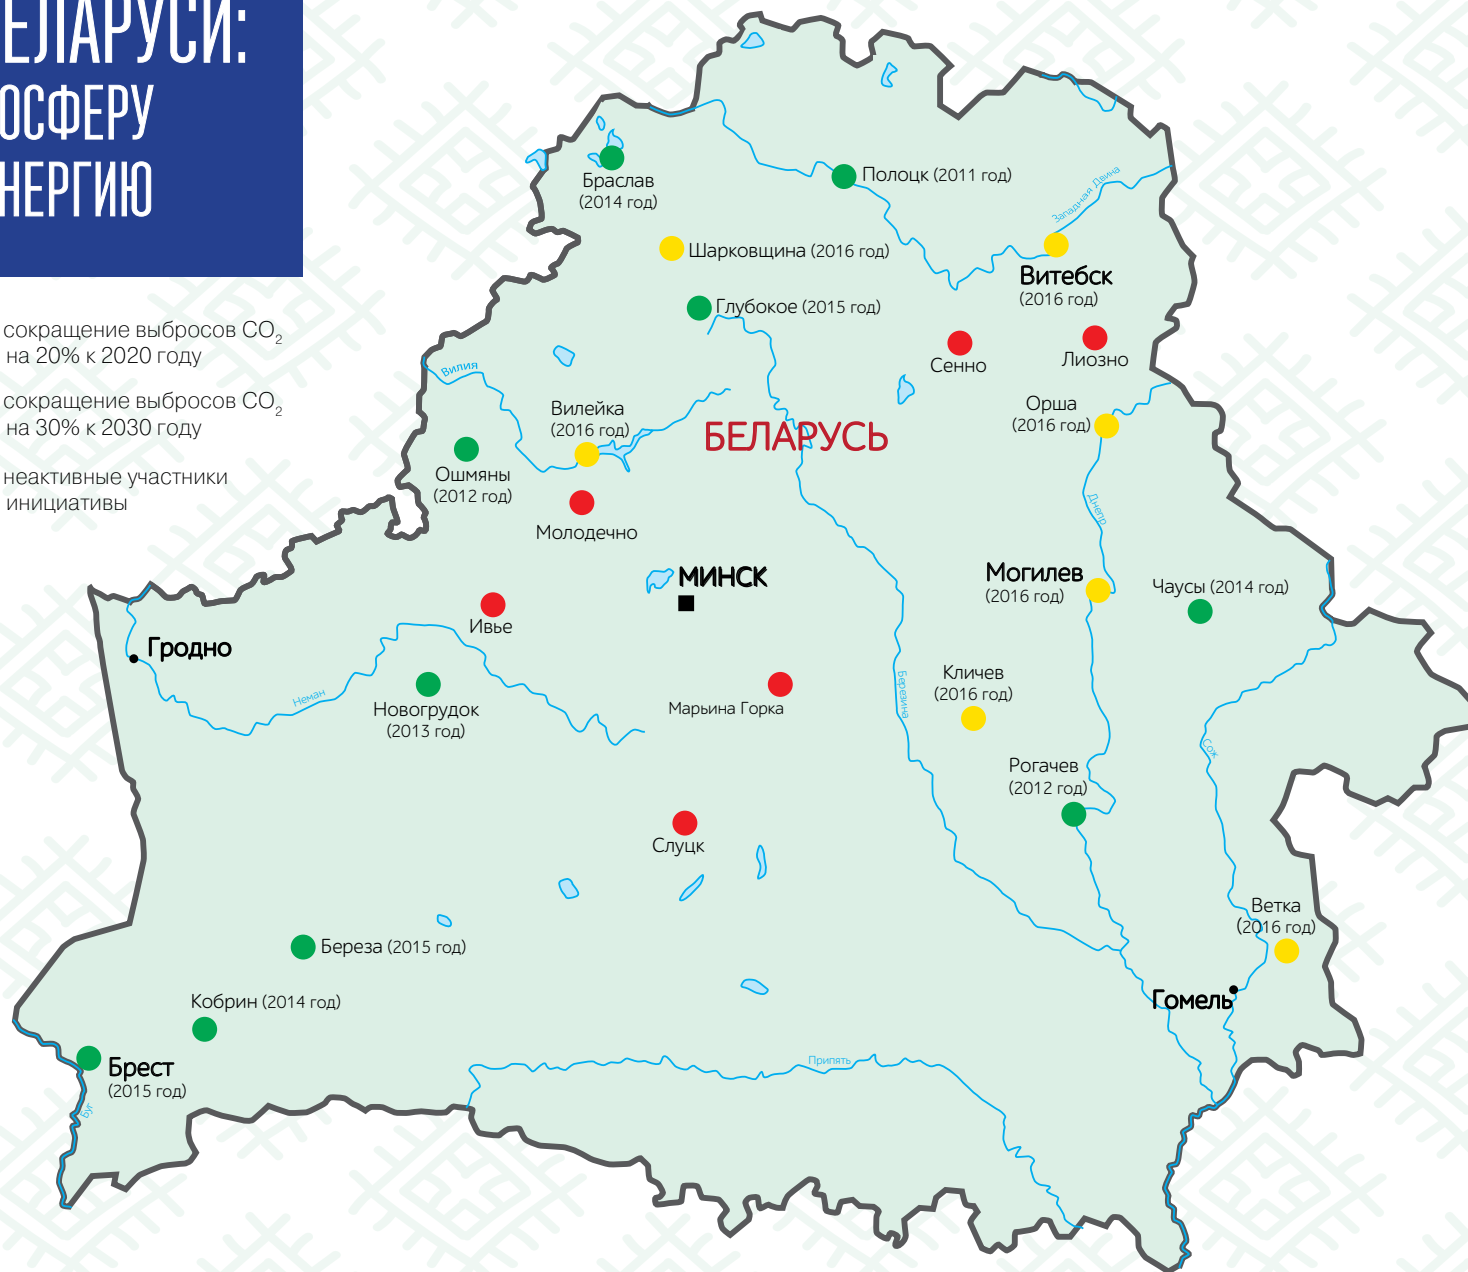 ЕЛАРУСИ:
ОСФЕРУ
НЕРГИЮ
сокращение выбросов CO₂
на 20% к 2020 году
сокращение выбросов CO₂
на 30% к 2030 году
неактивные участники
инициативы
Браслав
(2014 год)
Полоцк (2011 год)
Западная Двина
Шарковщина (2016 год)
Витебск
(2016 год)
Глубокое (2015 год)
Сенно
Лиозно
Вилия
Вилейка
(2016 год)
Орша
(2016 год)
БЕЛАРУСЬ
Ошмяны
(2012 год)
Молодечно
Днепр
МИНСК
Могилев
(2016 год)
Чаусы (2014 год)
Ивье
Гродно
Неман
Новогрудок
(2013 год)
Марьина Горка
Березина
Кличев
(2016 год)
Сож
Рогачев
(2012 год)
Слуцк
Ветка
(2016 год)
Береза (2015 год)
Кобрин (2014 год)
Гомель
Брест
(2015 год)
Припять
Буг